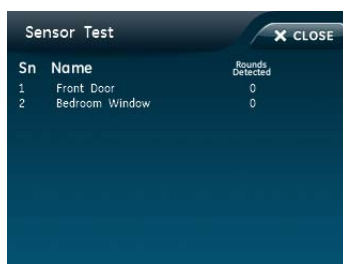 Sensor Test
X CLOSE
Sn Name Rounds Detected
1 Front Door 0
2 Bedroom Window 0